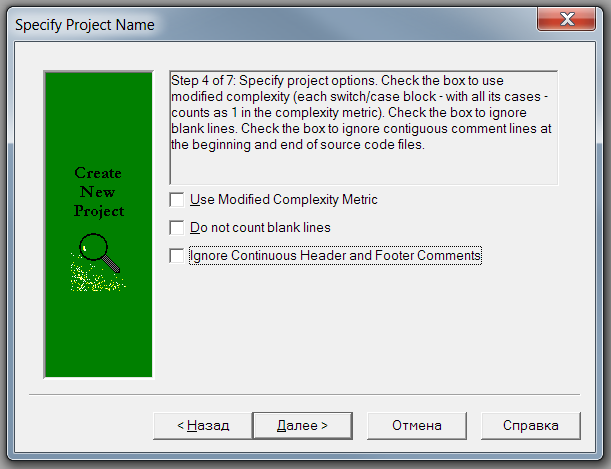 Specify Project Name
Step 4 of 7: Specify project options. Check the box to use
modified complexity (each switch/case block - with all its cases -
counts as 1 in the complexity metric). Check the box to ignore
blank lines. Check the box to ignore contiguous comment lines at
the beginning and end of source code files.
Create
New
Project
Use Modified Complexity Metric
Do not count blank lines
Ignore Continuous Header and Footer Comments
< Назад
Далее >
Отмена
Справка